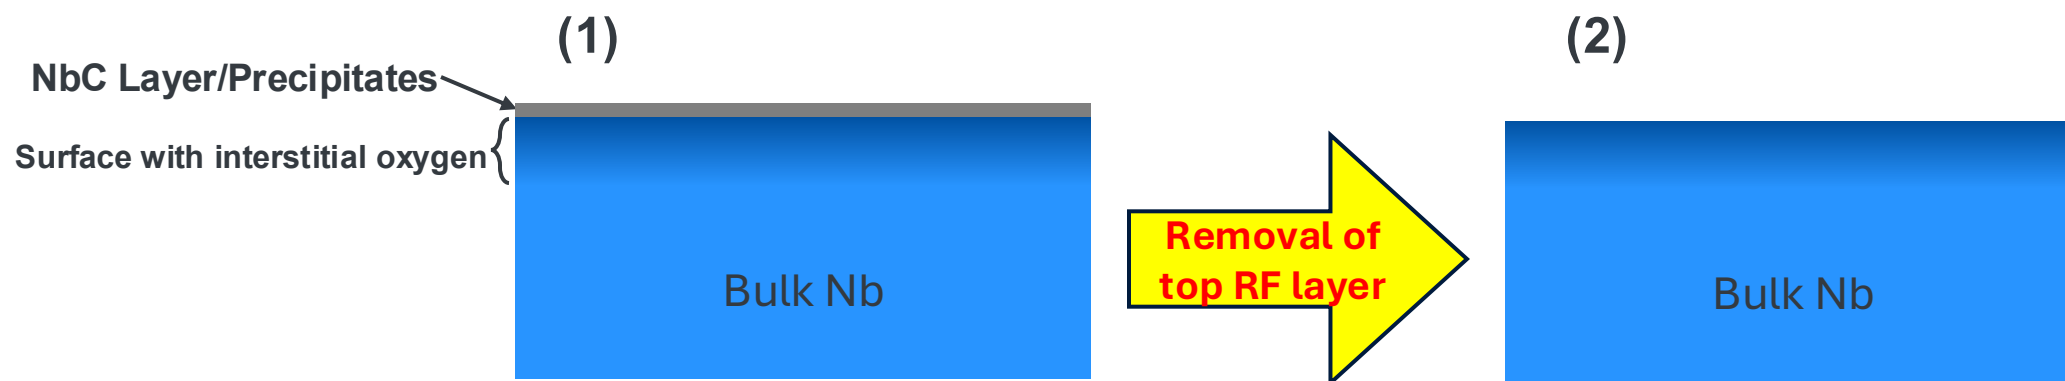 (1)
(2)
NbC Layer/Precipitates
Surface with interstitial oxygen
Removal of
top RF layer
Bulk Nb
Bulk Nb